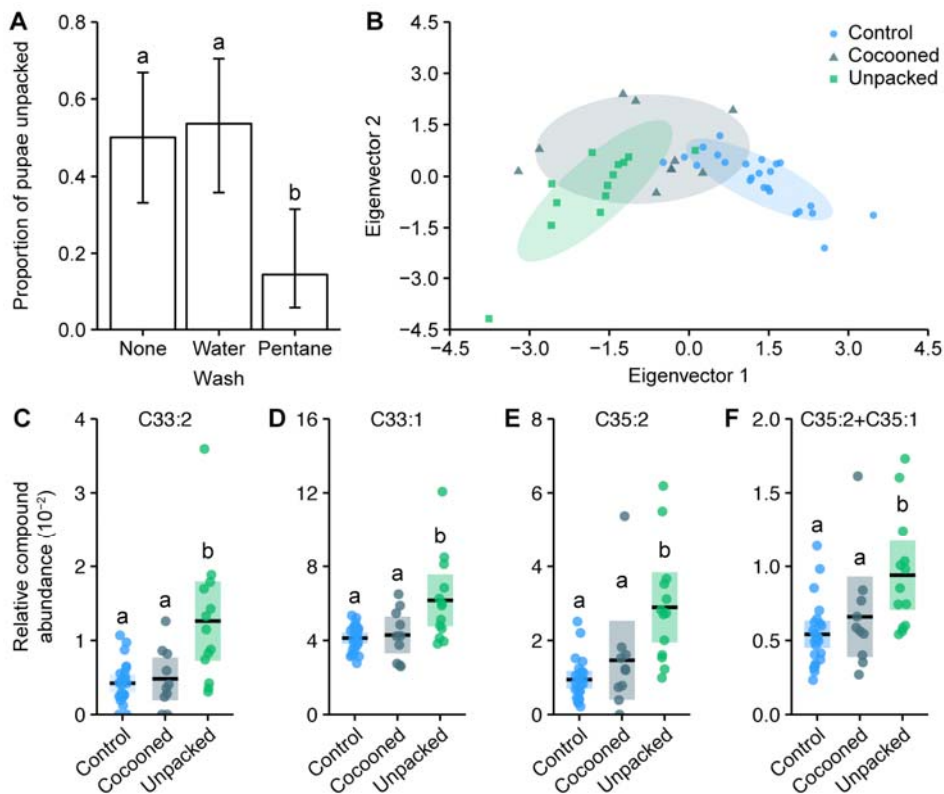 A
Proportion of pupae unpacked
0.8
0.6
0.4
0.2
0.0
a
a
b
None Water Pentane
Wash
B
Eigenvector 2
4.5
3.0
1.5
0.0
−1.5
−3.0
−4.5
−4.5 −3.0 −1.5 0.0 1.5 3.0 4.5
Eigenvector 1
Control
Cocooned
Unpacked
Relative compound
abundance (10⁻²)
C
C33:2
4
3
2
1
0
a
a
b
Control Cocooned Unpacked
D
C33:1
16
12
8
4
0
a
a
b
Control Cocooned Unpacked
E
C35:2
8
6
4
2
0
a
a
b
Control Cocooned Unpacked
F
C35:2+C35:1
2.0
1.5
1.0
0.5
0.0
a
a
b
Control Cocooned Unpacked